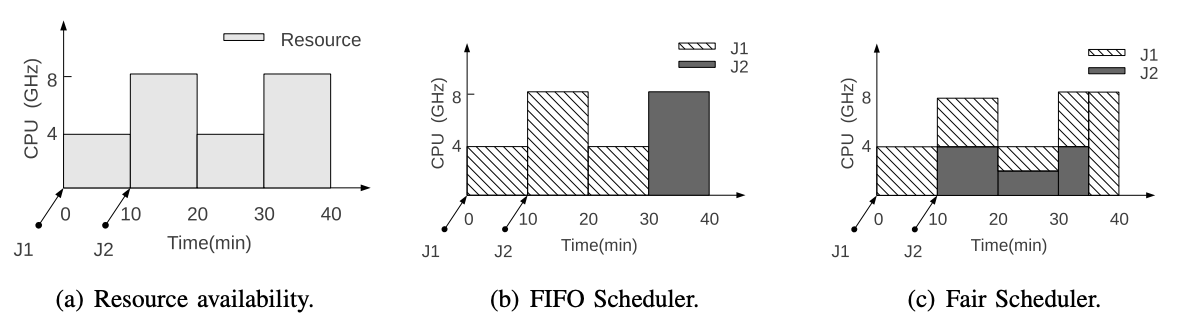 Resource
CPU (GHz)
8
4
0 10 20 30 40
J1 J2 Time(min)
(a) Resource availability.
J1
J2
CPU (GHz)
8
4
0 10 20 30 40
J1 J2 Time(min)
(b) FIFO Scheduler.
J1
J2
CPU (GHz)
8
4
0 10 20 30 40
J1 J2 Time(min)
(c) Fair Scheduler.